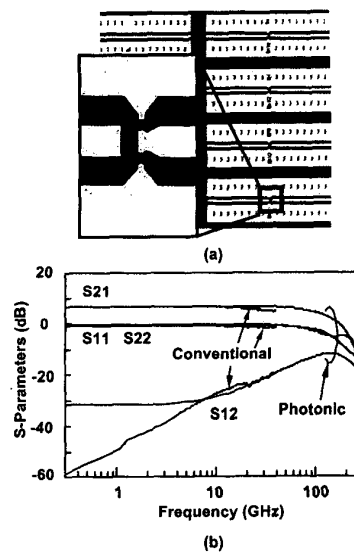 (a)
20
0
-20
-40
-60
S-Parameters (dB)
S21
S11 S22
Conventional
S12
Photonic
1
10
100
Frequency (GHz)
(b)